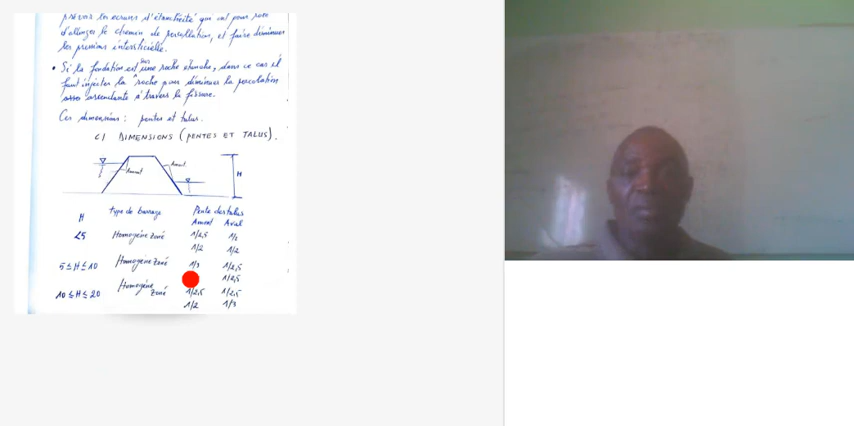 prévoir les écrans d'étanchéité qui ont pour rôle
d'allonger le chemin de percolation, et faire diminuer
les pressions interstitielle.
• Si la fondation est sur une roche étanche, dans ce cas il
faut injecter la roche pour diminuer la percolation
ascendante à travers la fissure.
Ces dimensions : pentes et talus.
C/ DIMENSIONS (PENTES ET TALUS).
Amont
H
H type de barrage Pente des talus
Amont Aval
<5 Homogène Zoné 1/2,5 1/2
1/2 1/2
5 ≤ H ≤ 10 Homogène Zoné 1/3 1/2,5
1/2,5
10 ≤ H ≤ 20 Homogène Zoné 1/2,5 1/2,5
1/2 1/3